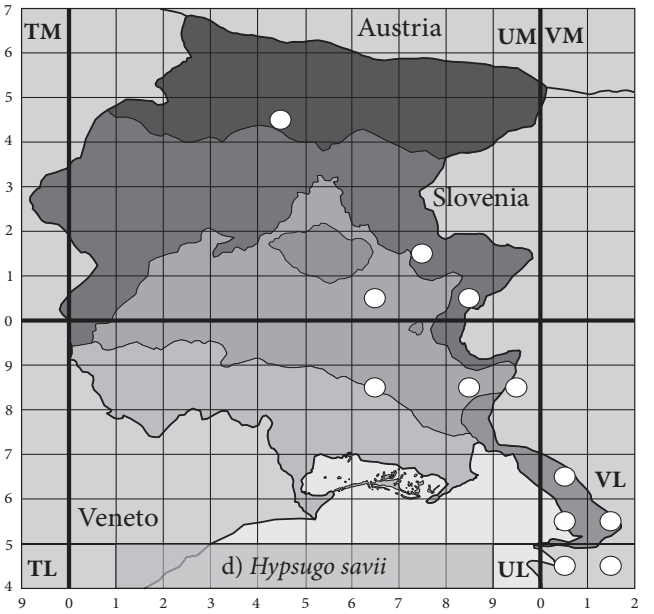 7
TM
Austria
UM VM
6
5
4
3
Slovenia
2
1
0
9
8
7
VL
6
Veneto
5
TL
d) Hypsugo savii
UL
4
9 0 1 2 3 4 5 6 7 8 9 0 1 2